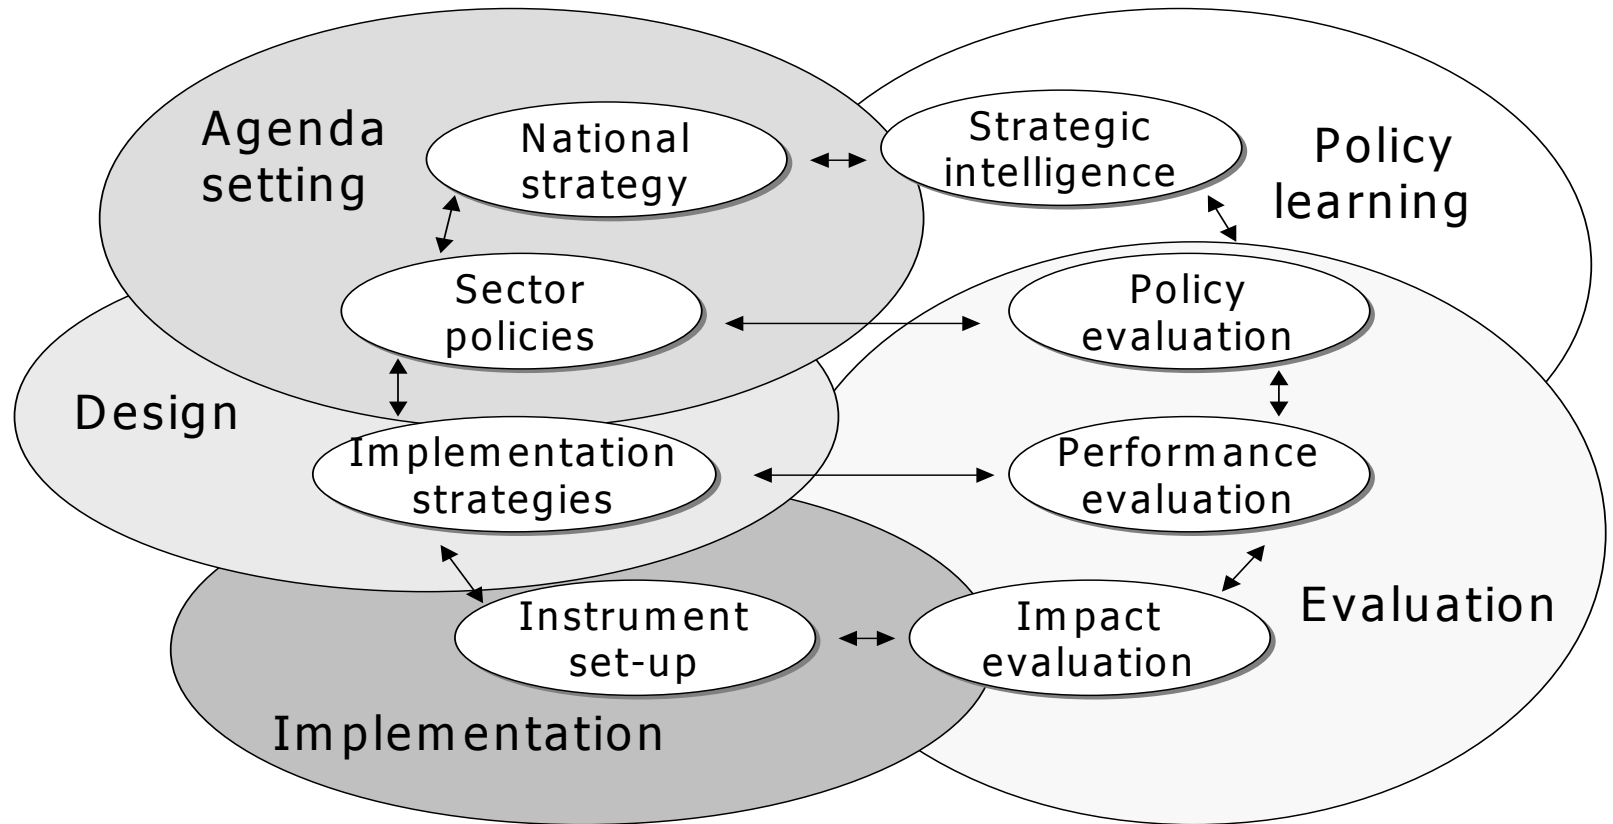 Agenda
setting
National
strategy
Strategic
intelligence
Policy
learning
Sector
policies
Policy
evaluation
Design
Implementation
strategies
Performance
evaluation
Instrument
set-up
Impact
evaluation
Evaluation
Implementation